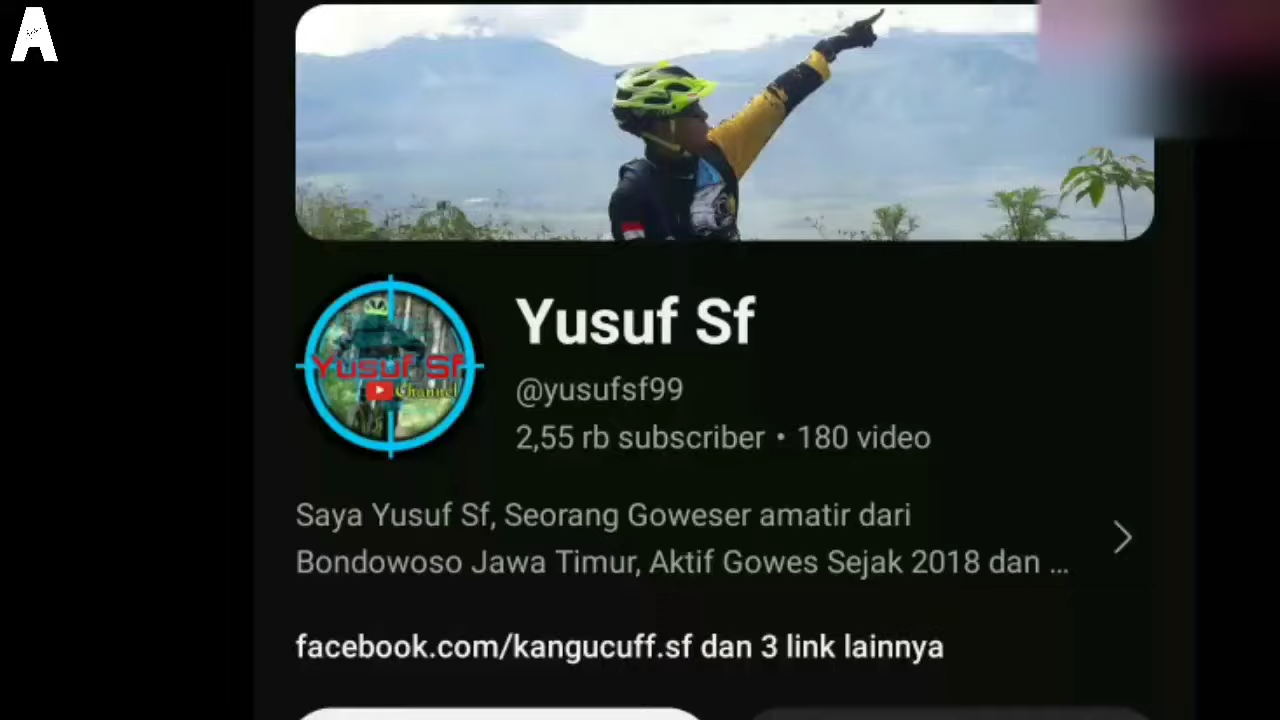 A
Yusuf Sf
Channel
Yusuf Sf
@yusufsf99
2,55 rb subscriber • 180 video
Saya Yusuf Sf, Seorang Goweser amatir dari
Bondowoso Jawa Timur, Aktif Gowes Sejak 2018 dan ...
facebook.com/kangucuff.sf dan 3 link lainnya